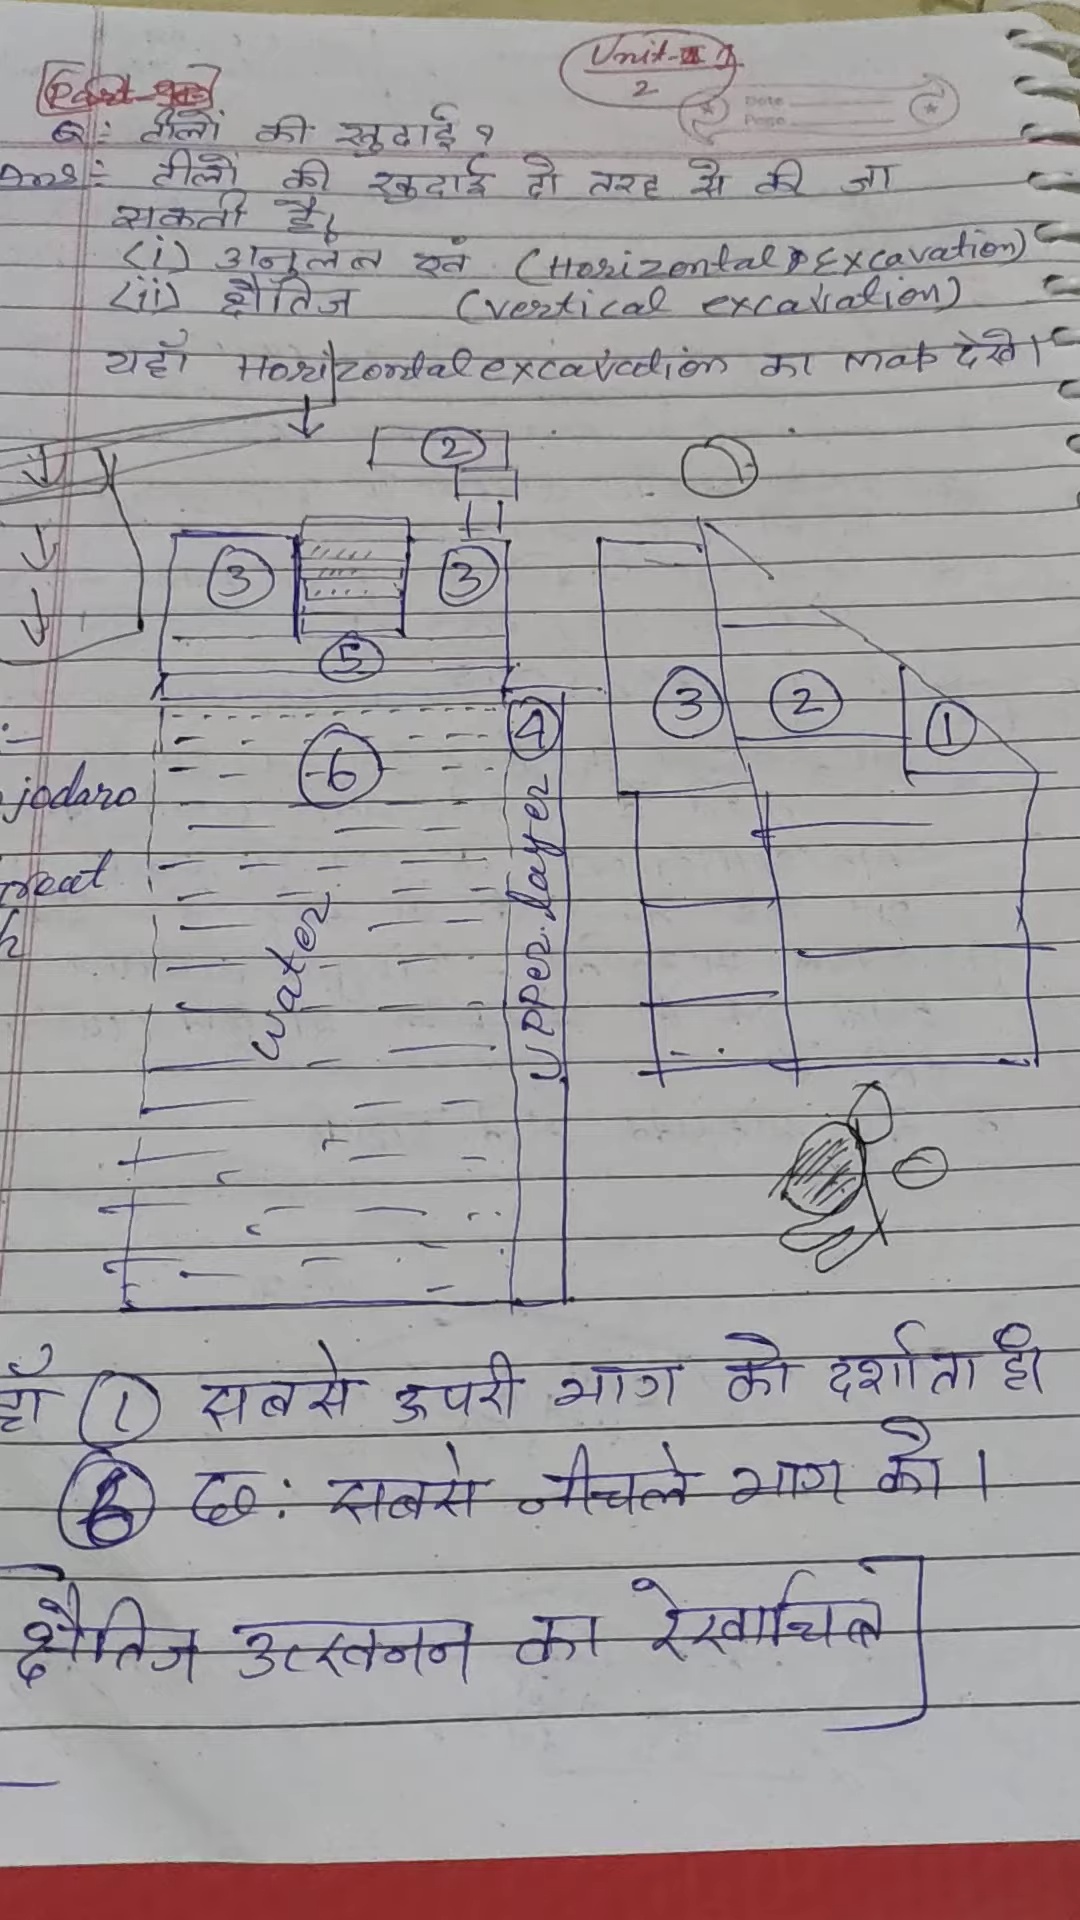 Unit-1
2
Q: टीलों की खुदाई ?
Ans: टीलों की खुदाई दो तरह से की जा
सकती है।
(i) अनुलंब एवं (Horizontal Excavation)
(ii) क्षैतिज (vertical excavation)
यहाँ Horizontal excavation का map देखें।
2
3
3
5
6
4
3
2
1
jodaro
water
Upper layer
1 सबसे ऊपरी भाग को दर्शाता है।
6 छः सबसे नीचले भाग को।
क्षैतिज उत्खनन का रेखाचित्र